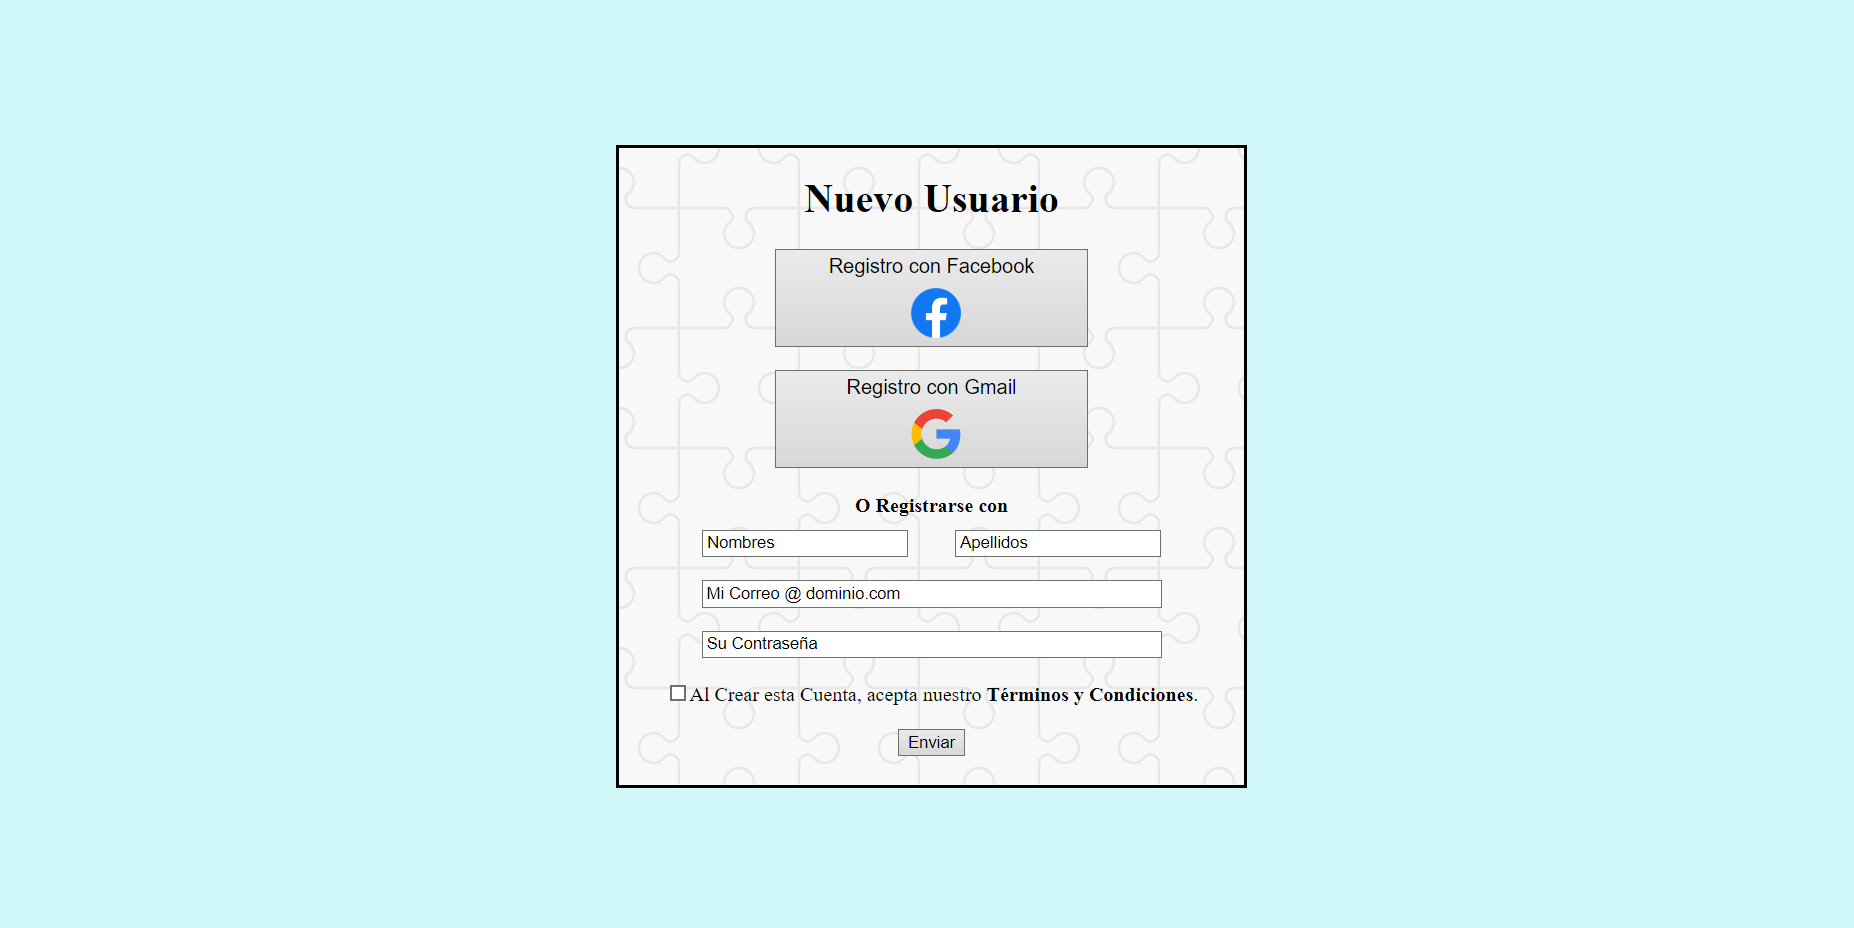 Nuevo Usuario
Registro con Facebook
Registro con Gmail
O Registrarse con
Nombres
Apellidos
Mi Correo @ dominio.com
Su Contraseña
Al Crear esta Cuenta, acepta nuestro Términos y Condiciones.
Enviar